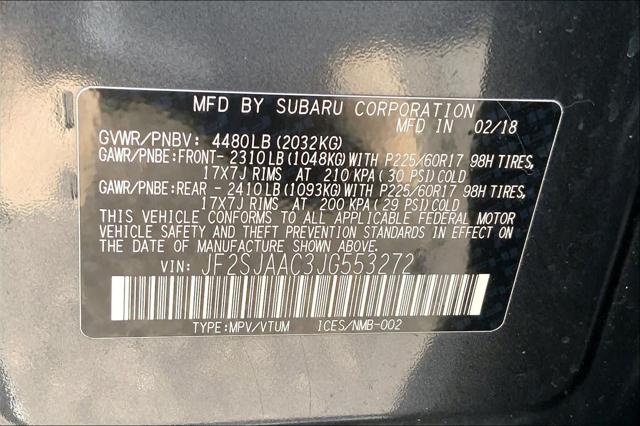 MFD BY SUBARU CORPORATION
MFD IN 02/18
GVWR/PNBV: 4480LB (2032KG)
GAWR/PNBE:FRONT- 2310LB(1048KG)WITH P225/60R17 98H TIRES,
17X7J RIMS AT 210 KPA(30 PSI)COLD
GAWR/PNBE:REAR - 2410LB(1093KG)WITH P225/60R17 98H TIRES,
17X7J RIMS AT 200 KPA(29 PSI)COLD
THIS VEHICLE CONFORMS TO ALL APPLICABLE FEDERAL MOTOR
VEHICLE SAFETY AND THEFT PREVENTION STANDARDS IN EFFECT ON
THE DATE OF MANUFACTURE SHOWN ABOVE.
VIN: JF2SJAAC3JG553272
TYPE:MPV/VTUM ICES/NMB-002